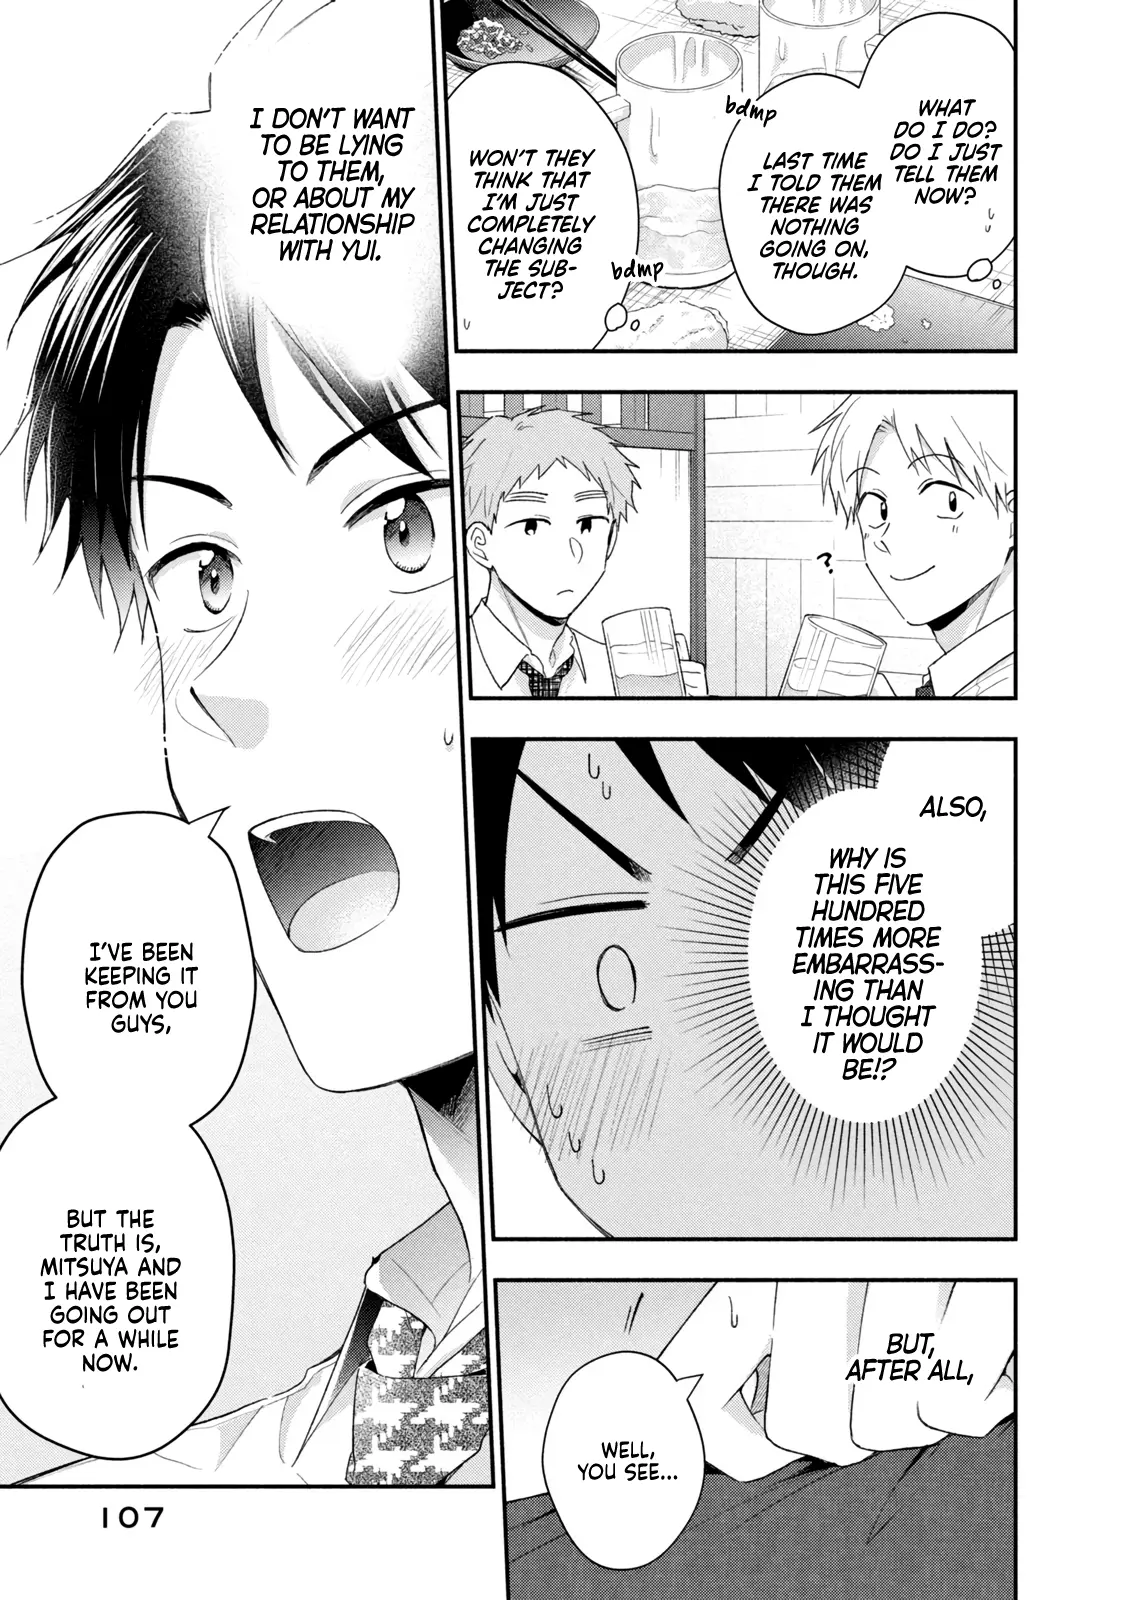 WHAT
DO I DO?
DO I JUST
TELL THEM
NOW?
bdmp
LAST TIME
I TOLD THEM
THERE WAS
NOTHING
GOING ON,
THOUGH.
WON'T THEY
THINK THAT
I'M JUST
COMPLETELY
CHANGING
THE SUB-
JECT?
bdmp
?
ALSO,
WHY IS
THIS FIVE
HUNDRED
TIMES MORE
EMBARRASS-
ING THAN
I THOUGHT
IT WOULD
BE!?
BUT,
AFTER ALL,
WELL,
YOU SEE...
I DON'T WANT
TO BE LYING
TO THEM,
OR ABOUT MY
RELATIONSHIP
WITH YUI.
I'VE BEEN
KEEPING IT
FROM YOU
GUYS,
BUT THE
TRUTH IS,
MITSUYA AND
I HAVE BEEN
GOING OUT
FOR A WHILE
NOW.
107